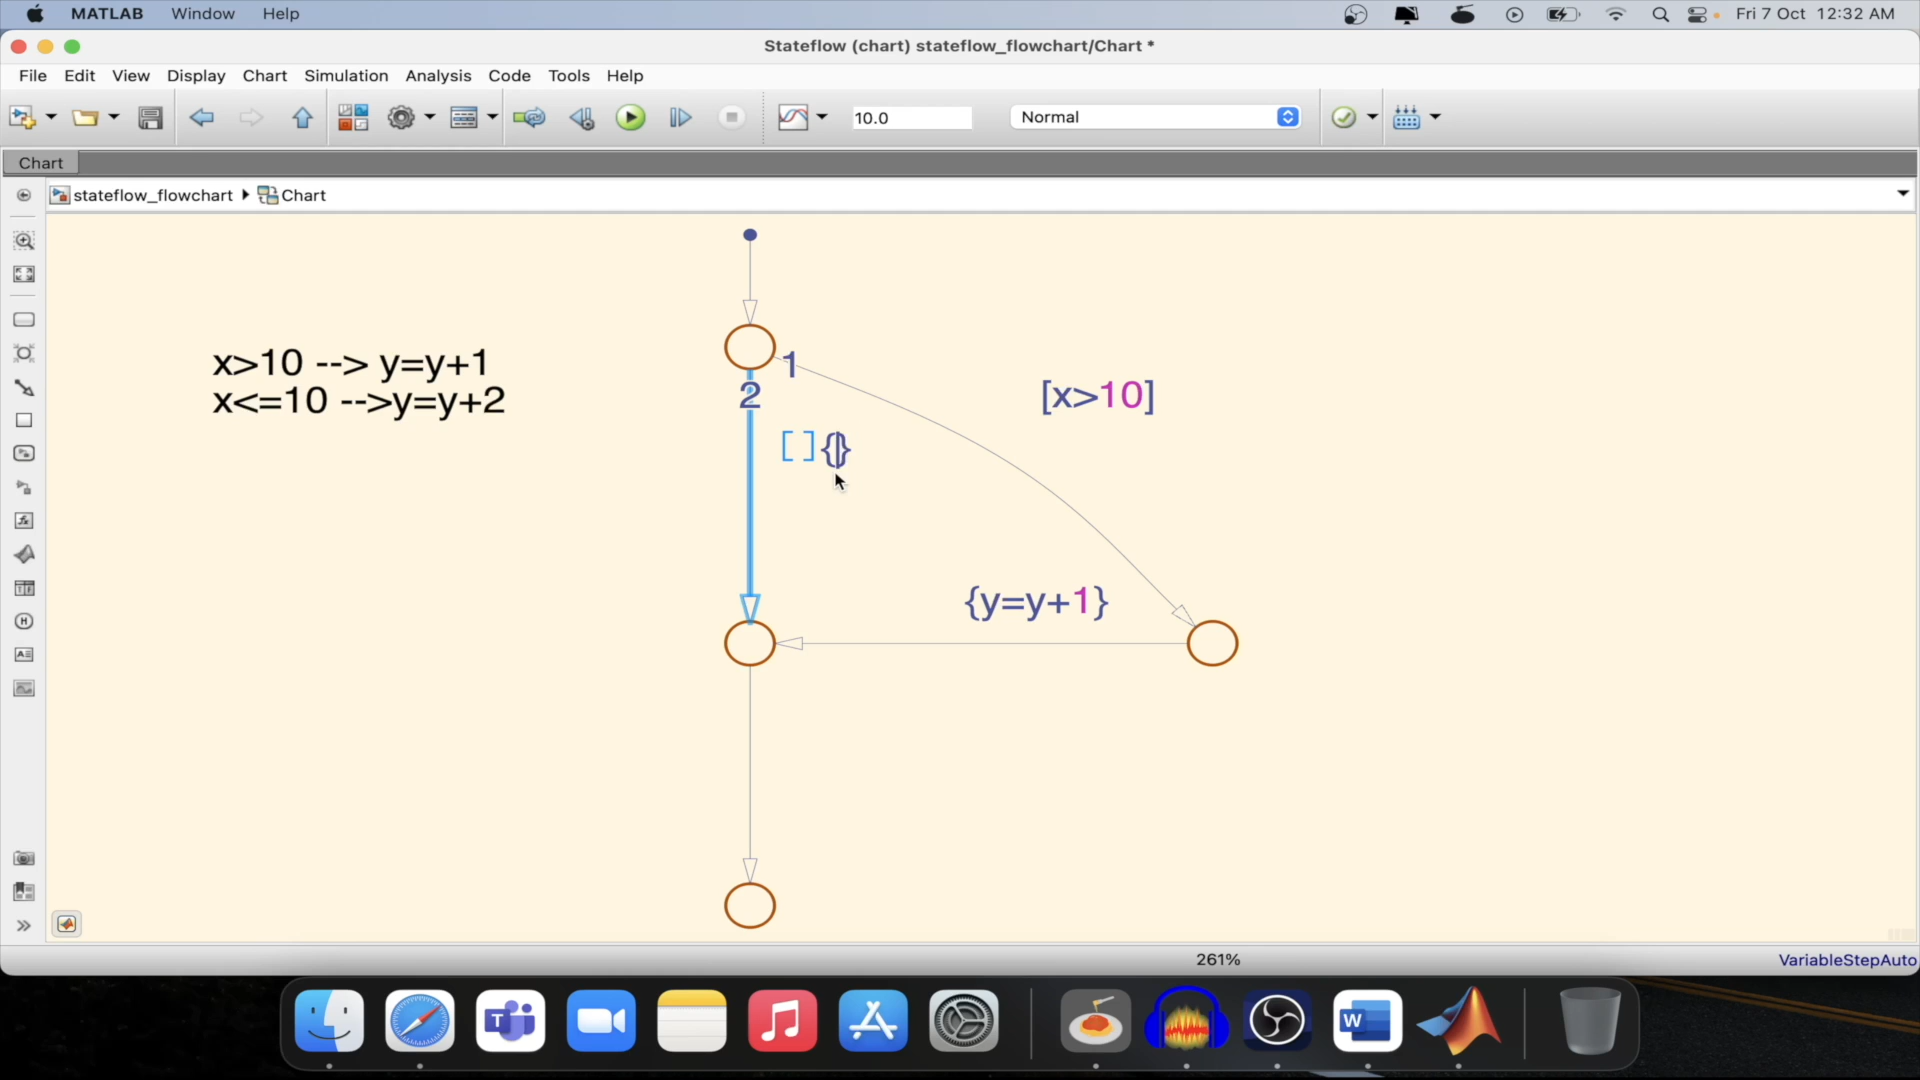 MATLAB Window Help Fri 7 Oct 12:32 AM
Stateflow (chart) stateflow_flowchart/Chart *
File Edit View Display Chart Simulation Analysis Code Tools Help
10.0 Normal
Chart
stateflow_flowchart Chart
x>10 --> y=y+1
x<=10 -->y=y+2
1
2
[x>10]
[ ]{}
{y=y+1}
261% VariableStepAuto